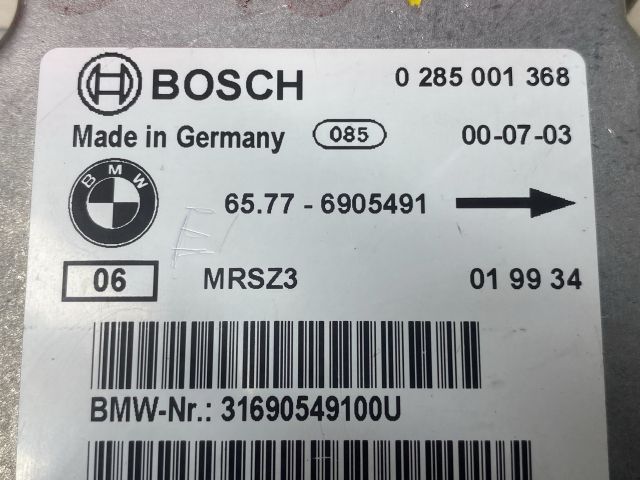 BOSCH 0 285 001 368
Made in Germany 085 00-07-03
BMW 65.77 - 6905491
06 MRSZ3 01 99 34
BMW-Nr.: 31690549100U